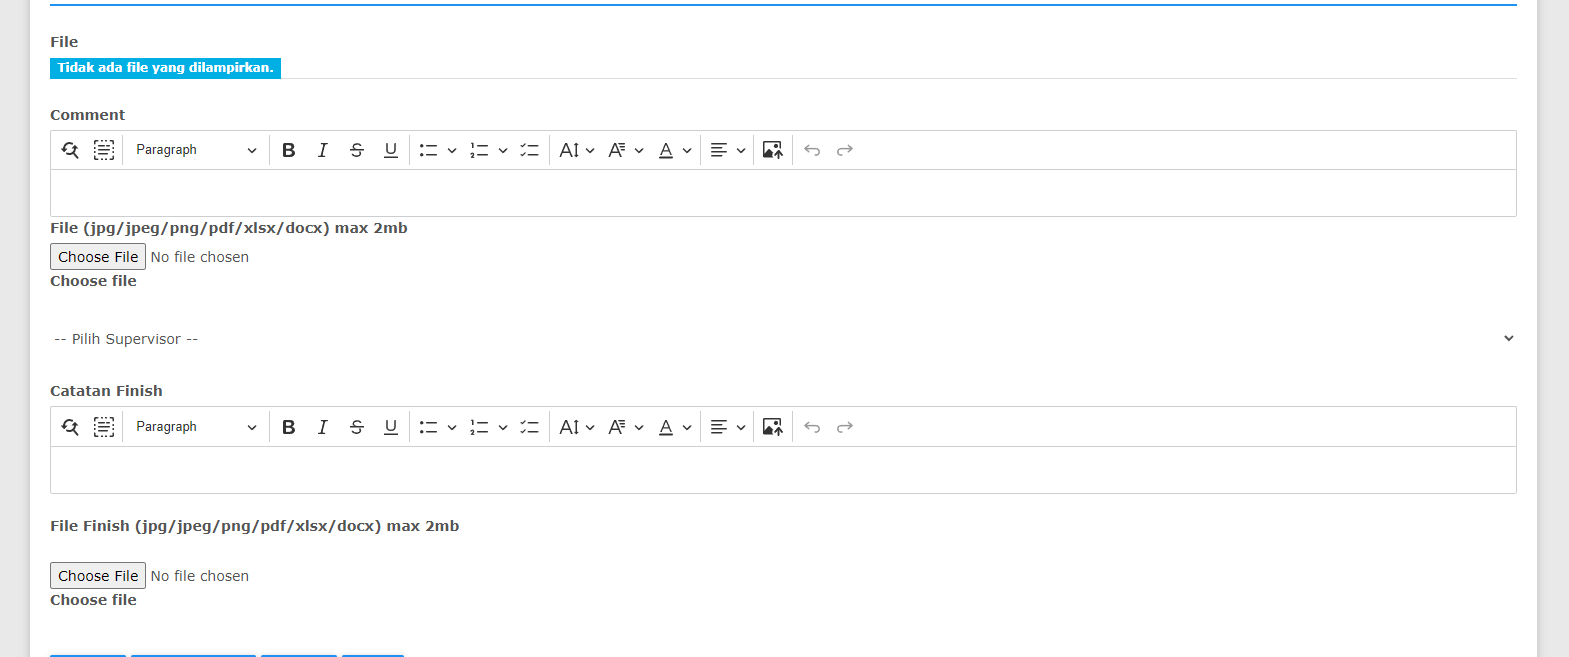 File
Tidak ada file yang dilampirkan.
Comment
Paragraph
File (jpg/jpeg/png/pdf/xlsx/docx) max 2mb
Choose File No file chosen
Choose file
-- Pilih Supervisor --
Catatan Finish
Paragraph
File Finish (jpg/jpeg/png/pdf/xlsx/docx) max 2mb
Choose File No file chosen
Choose file